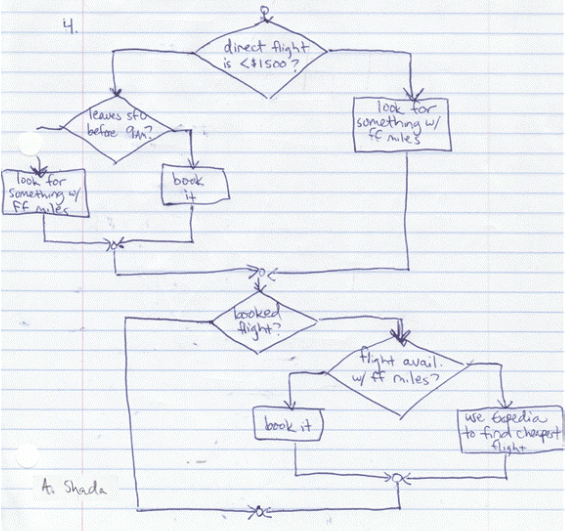 4.
direct flight
is <$1500?
leaves SFO
before 9AM?
look for
something w/
ff miles
look for
something w/
ff miles
book
it
booked
flight?
flight avail.
w/ ff miles?
book it
use Expedia
to find cheapest
flight
A. Shada